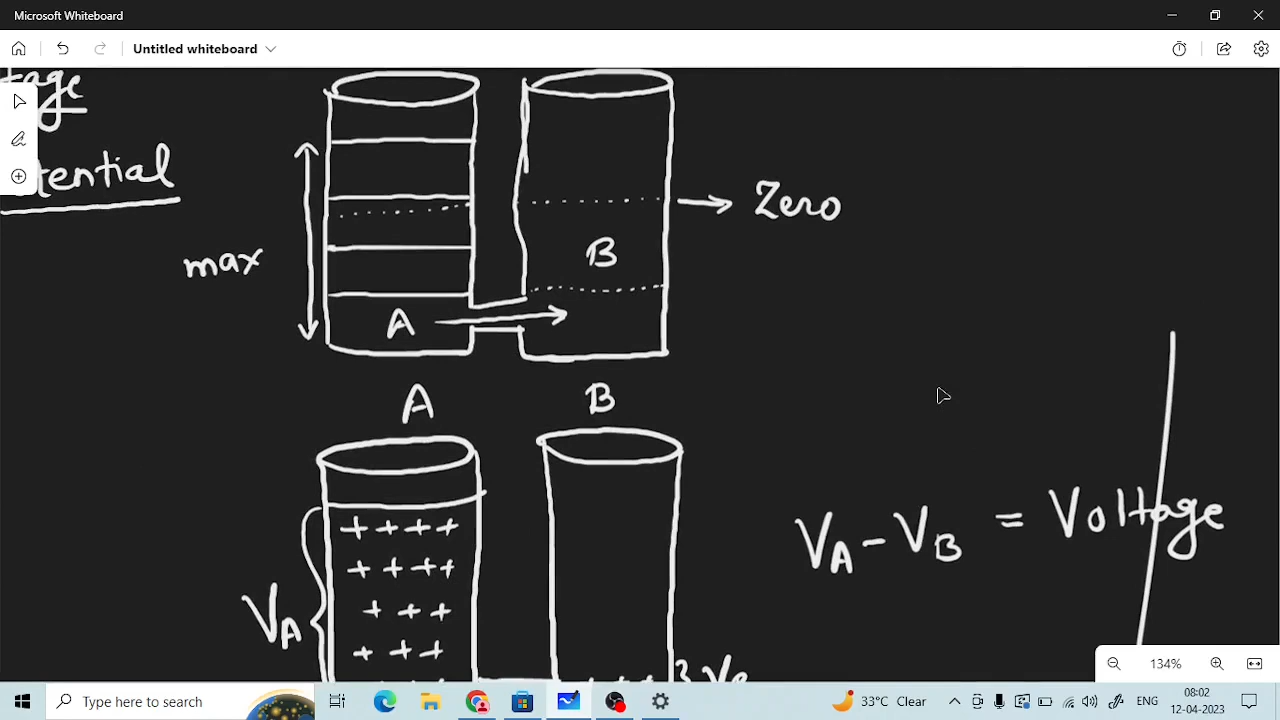 Microsoft Whiteboard
Untitled whiteboard
tage
tential
Zero
max
B
A
A B
++++
++++
+++
+++
VA
VA - VB = Voltage
134%
Type here to search
33°C Clear
ENG
08:02
12-04-2023